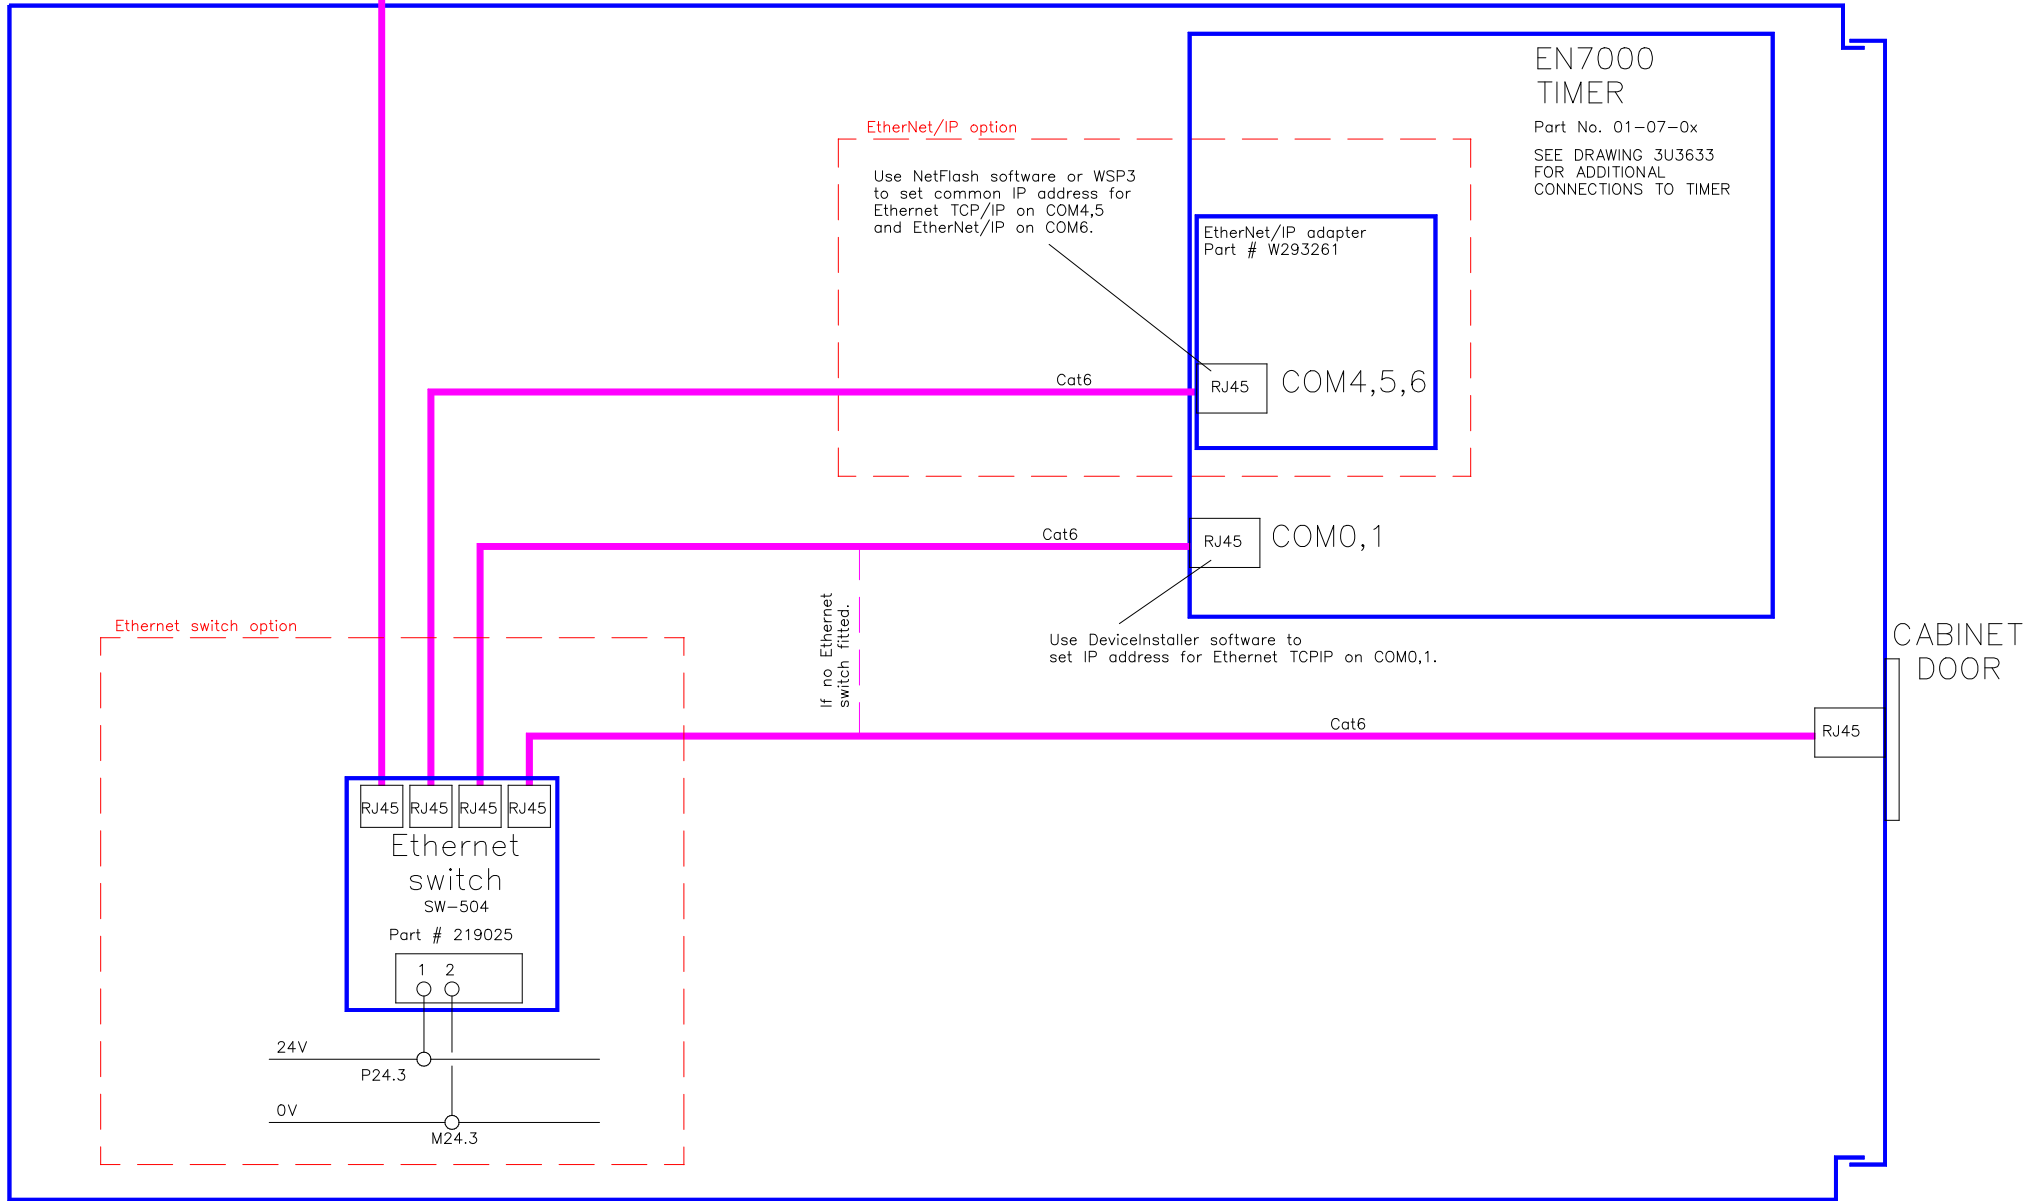 EN7000
TIMER
Part No. 01-07-0x
SEE DRAWING 3U3633
FOR ADDITIONAL
CONNECTIONS TO TIMER
EtherNet/IP option
Use NetFlash software or WSP3
to set common IP address for
Ethernet TCP/IP on COM4,5
and EtherNet/IP on COM6.
EtherNet/IP adapter
Part # W293261
Cat6
RJ45
COM4,5,6
Cat6
RJ45
COM0,1
If no Ethernet
switch fitted.
Use DeviceInstaller software to
set IP address for Ethernet TCPIP on COM0,1.
CABINET
DOOR
Cat6
RJ45
Ethernet switch option
RJ45 RJ45 RJ45 RJ45
Ethernet
switch
SW-504
Part # 219025
1 2
24V
P24.3
0V
M24.3